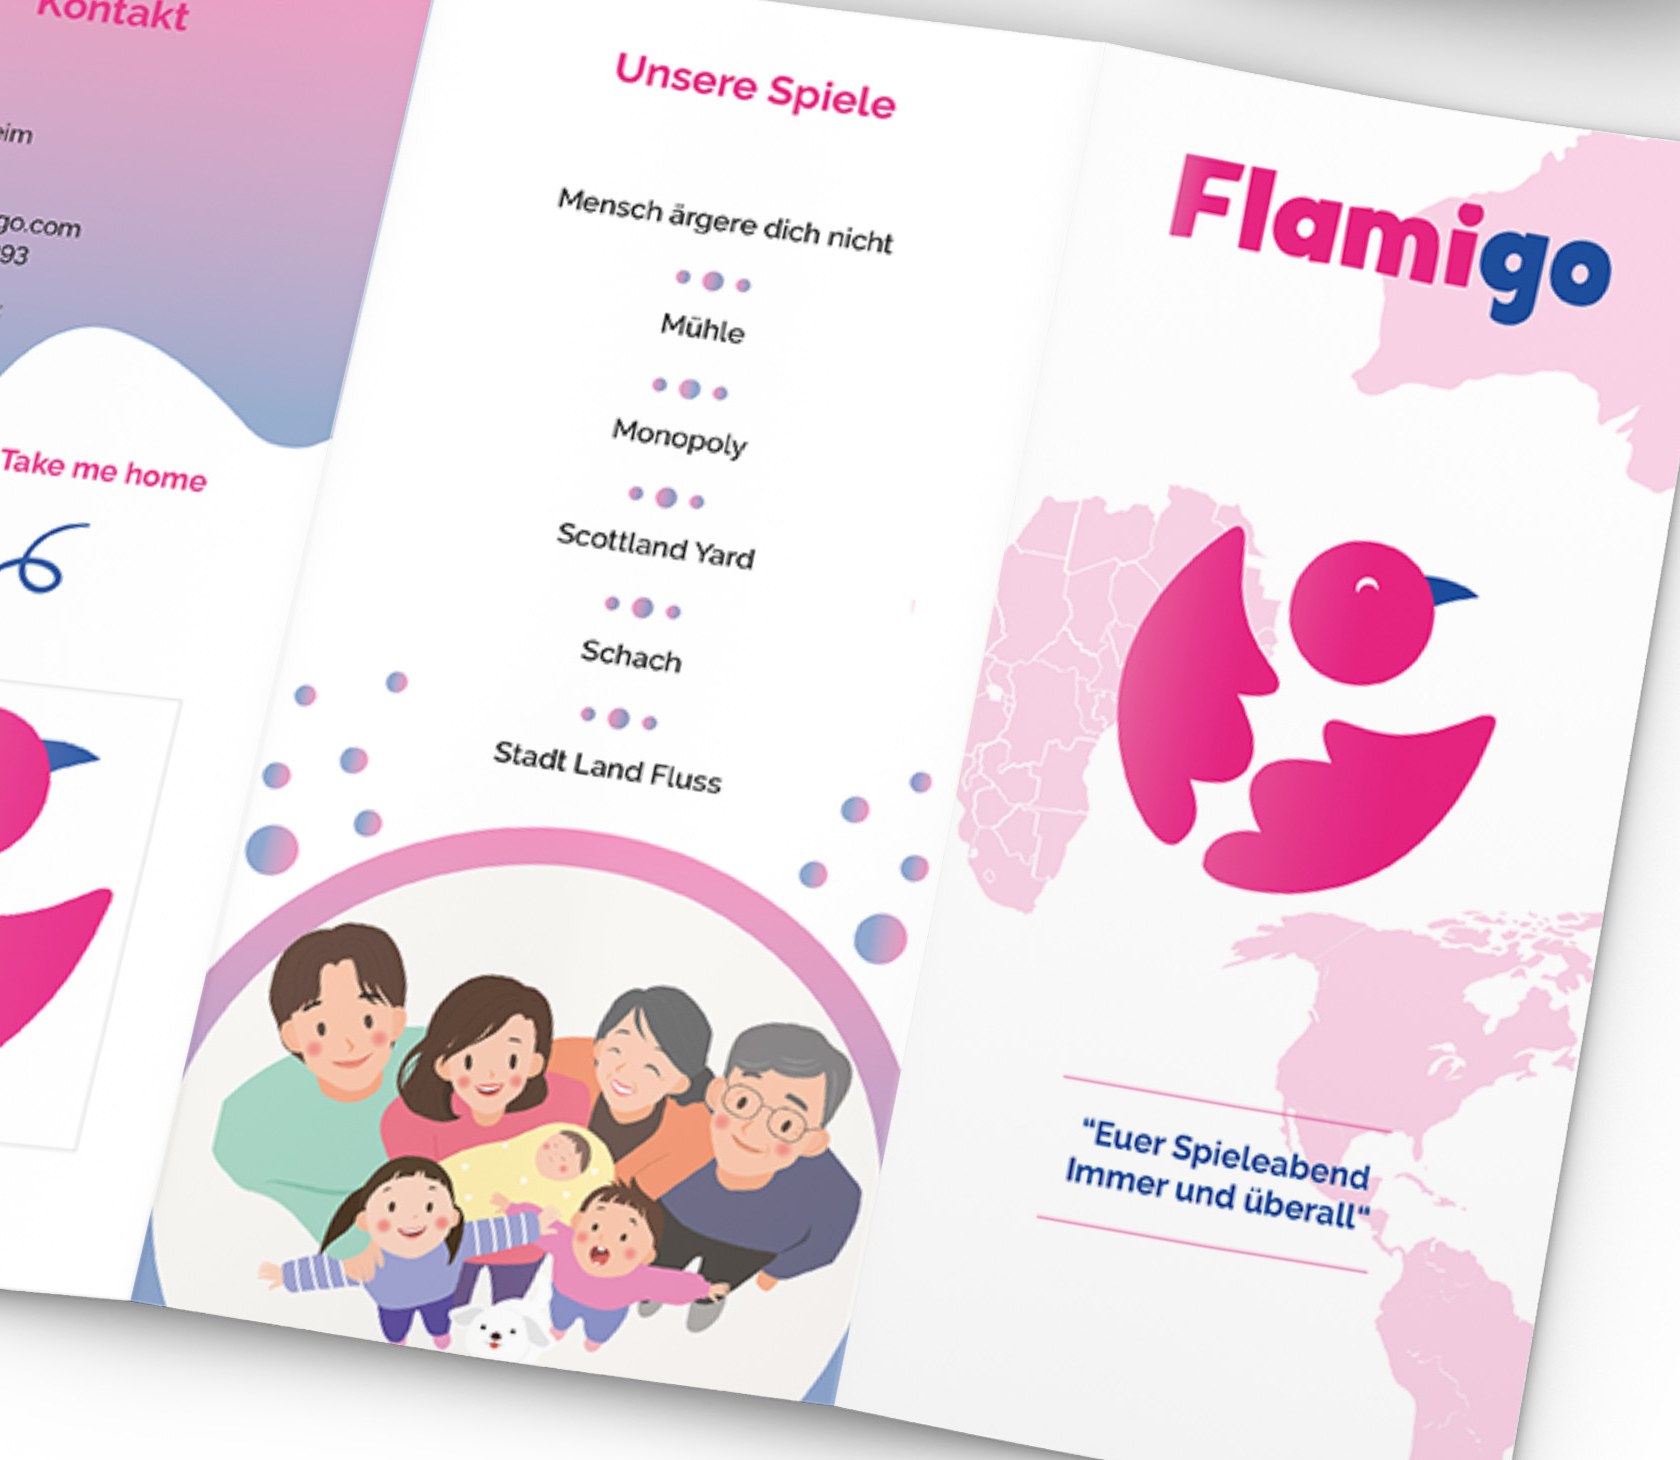 Kontakt
go.com
93
Take me home
Unsere Spiele
Mensch ärgere dich nicht
Mühle
Monopoly
Scottland Yard
Schach
Stadt Land Fluss
Flamigo
“Euer Spieleabend
Immer und überall“